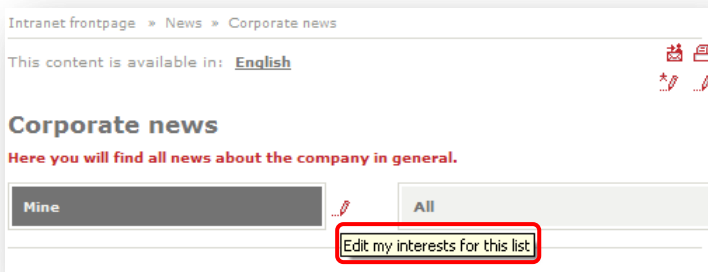 Intranet frontpage » News » Corporate news
This content is available in: English
Corporate news
Here you will find all news about the company in general.
Mine
All
Edit my interests for this list